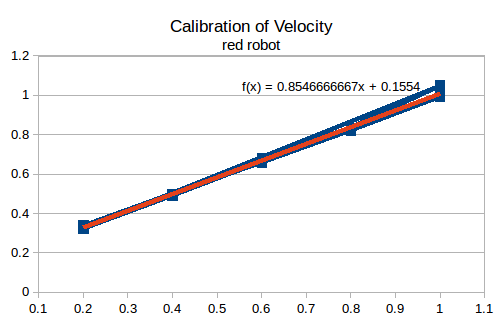 Calibration of Velocity
red robot
1.2
f(x) = 0.8546666667x + 0.1554
1
0.8
0.6
0.4
0.2
0
0.1 0.2 0.3 0.4 0.5 0.6 0.7 0.8 0.9 1 1.1